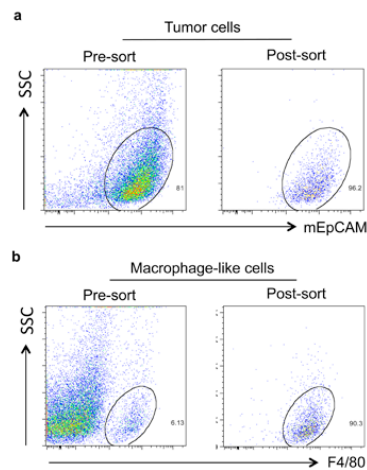 a
Tumor cells
Pre-sort Post-sort
SSC
81
96.2
mEpCAM
b
Macrophage-like cells
Pre-sort Post-sort
SSC
6.13
90.3
F4/80